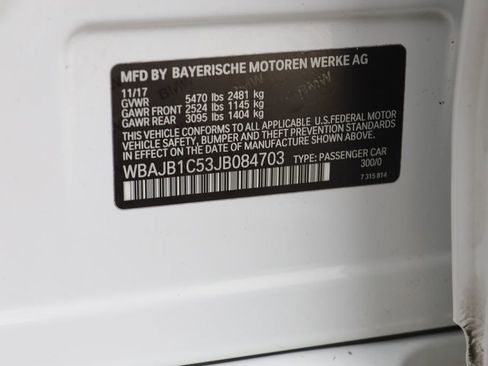 MFD BY BAYERISCHE MOTOREN WERKE AG
11/17
GVWR 5470 lbs 2481 kg
GAWR FRONT 2524 lbs 1145 kg
GAWR REAR 3095 lbs 1404 kg
THIS VEHICLE CONFORMS TO ALL APPLICABLE U.S.FEDERAL MOTOR
VEHICLE SAFETY, BUMPER, AND THEFT PREVENTION STANDARDS
IN EFFECT ON THE DATE OF MANUFACTURE SHOWN ABOVE.
WBAJB1C53JB084703 TYPE: PASSENGER CAR
300/0
7 315 814